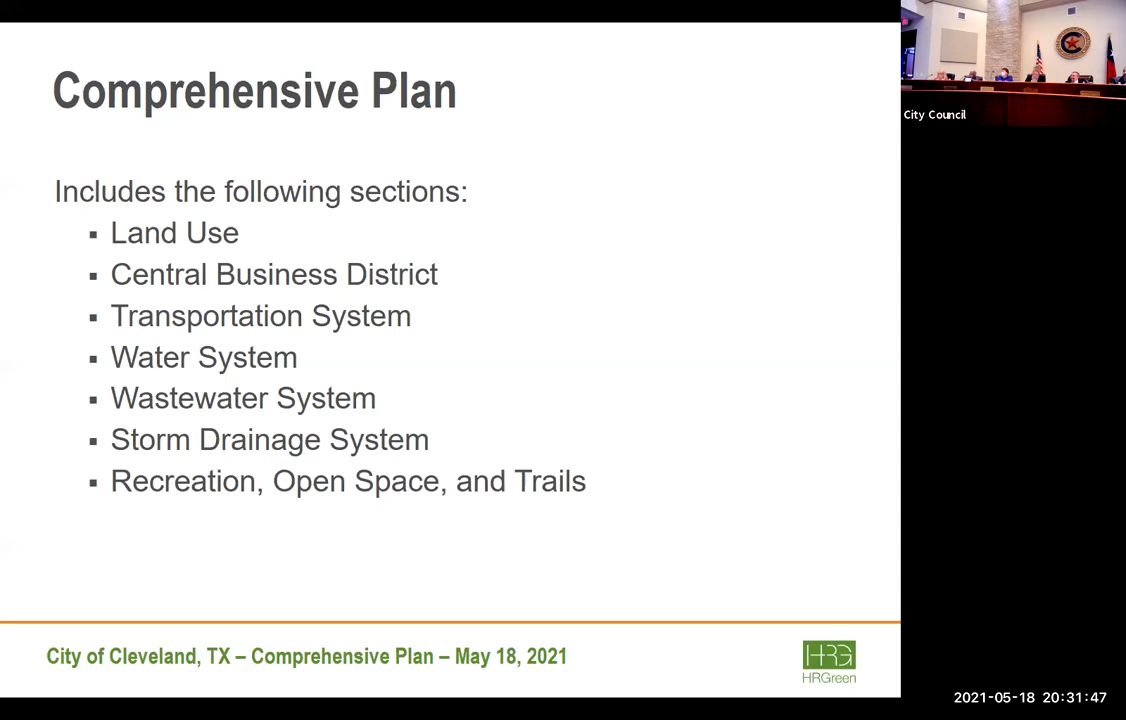 Comprehensive Plan
Includes the following sections:
▪ Land Use
▪ Central Business District
▪ Transportation System
▪ Water System
▪ Wastewater System
▪ Storm Drainage System
▪ Recreation, Open Space, and Trails
City of Cleveland, TX – Comprehensive Plan – May 18, 2021
HRG
HRGreen
City Council
2021-05-18 20:31:47